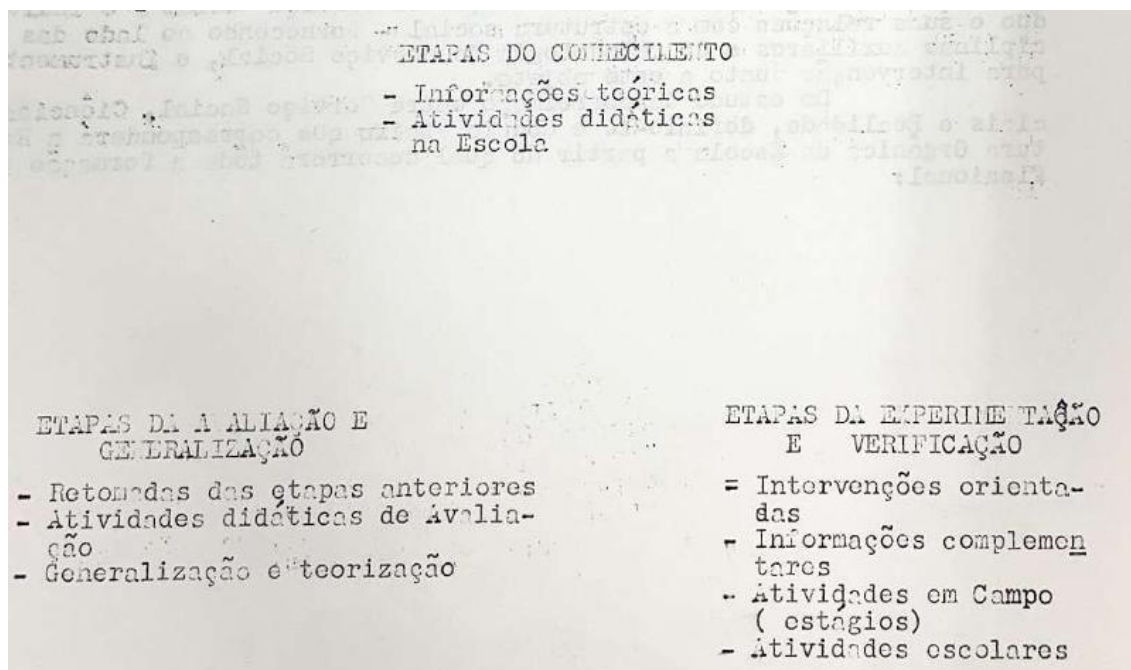 ETAPAS DO CONHECIMENTO
- Informações teóricas
- Atividades didáticas
na Escola
ETAPAS DA AVALIAÇÃO E
GENERALIZAÇÃO
- Retomadas das etapas anteriores
- Atividades didáticas de Avalia-
ção
- Generalização e teorização
ETAPAS DA EXPERIMENTAÇÃO
E VERIFICAÇÃO
= Intervenções orienta-
das
- Informações complemen
tares
- Atividades em Campo
( estágios)
- Atividades escolares